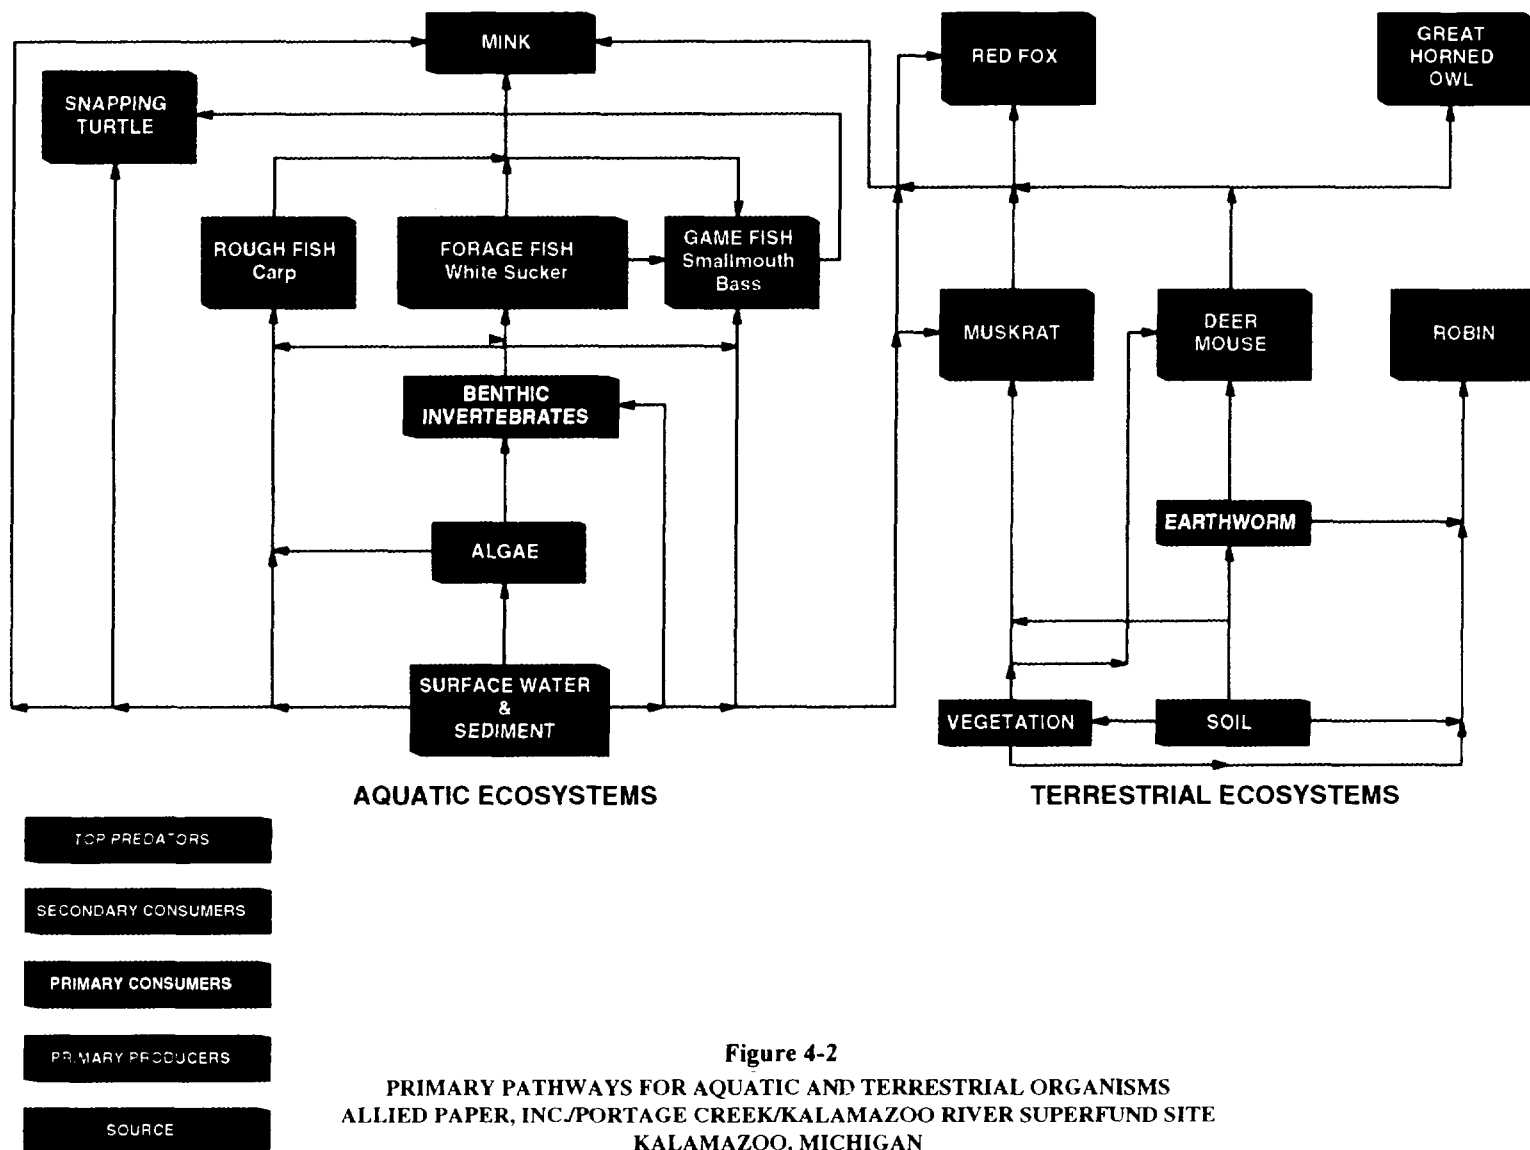 MINK
RED FOX
GREAT
HORNED
OWL
SNAPPING
TURTLE
ROUGH FISH
Carp
FORAGE FISH
White Sucker
GAME FISH
Smallmouth
Bass
MUSKRAT
DEER
MOUSE
ROBIN
BENTHIC
INVERTEBRATES
EARTHWORM
ALGAE
SURFACE WATER
&
SEDIMENT
VEGETATION
SOIL
AQUATIC ECOSYSTEMS
TERRESTRIAL ECOSYSTEMS
TOP PREDATORS
SECONDARY CONSUMERS
PRIMARY CONSUMERS
PRIMARY PRODUCERS
SOURCE
Figure 4-2
PRIMARY PATHWAYS FOR AQUATIC AND TERRESTRIAL ORGANISMS
ALLIED PAPER, INC./PORTAGE CREEK/KALAMAZOO RIVER SUPERFUND SITE
KALAMAZOO, MICHIGAN